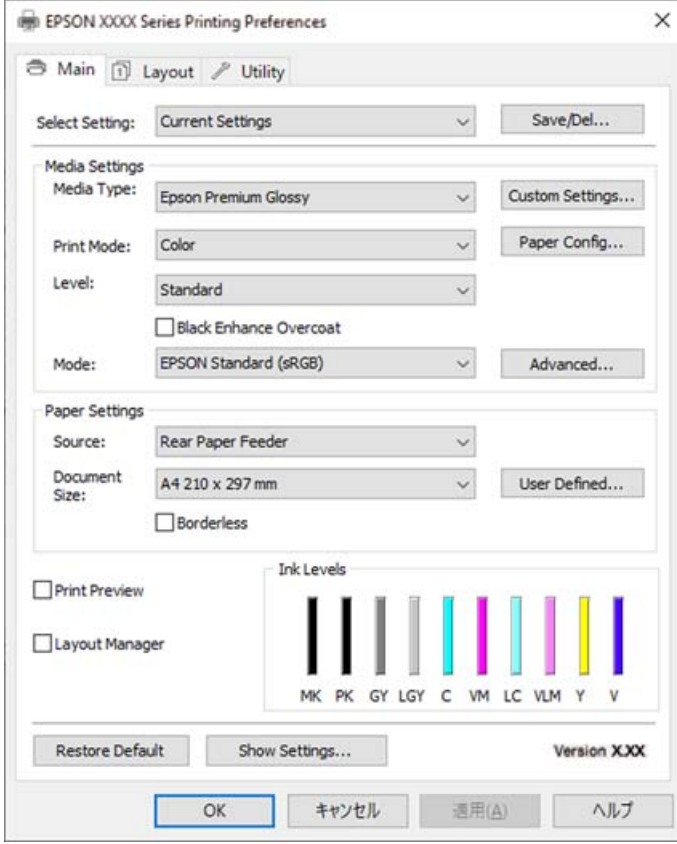 EPSON XXXX Series Printing Preferences
Main
Layout
Utility
Select Setting:
Current Settings
Save/Del...
Media Settings
Media Type:
Epson Premium Glossy
Custom Settings...
Print Mode:
Color
Paper Config...
Level:
Standard
Black Enhance Overcoat
Mode:
EPSON Standard (sRGB)
Advanced...
Paper Settings
Source:
Rear Paper Feeder
Document
Size:
A4 210 x 297 mm
User Defined...
Borderless
Print Preview
Layout Manager
Ink Levels
MK PK GY LGY C VM LC VLM Y V
Restore Default
Show Settings...
Version X.XX
OK
キャンセル
適用(A)
ヘルプ